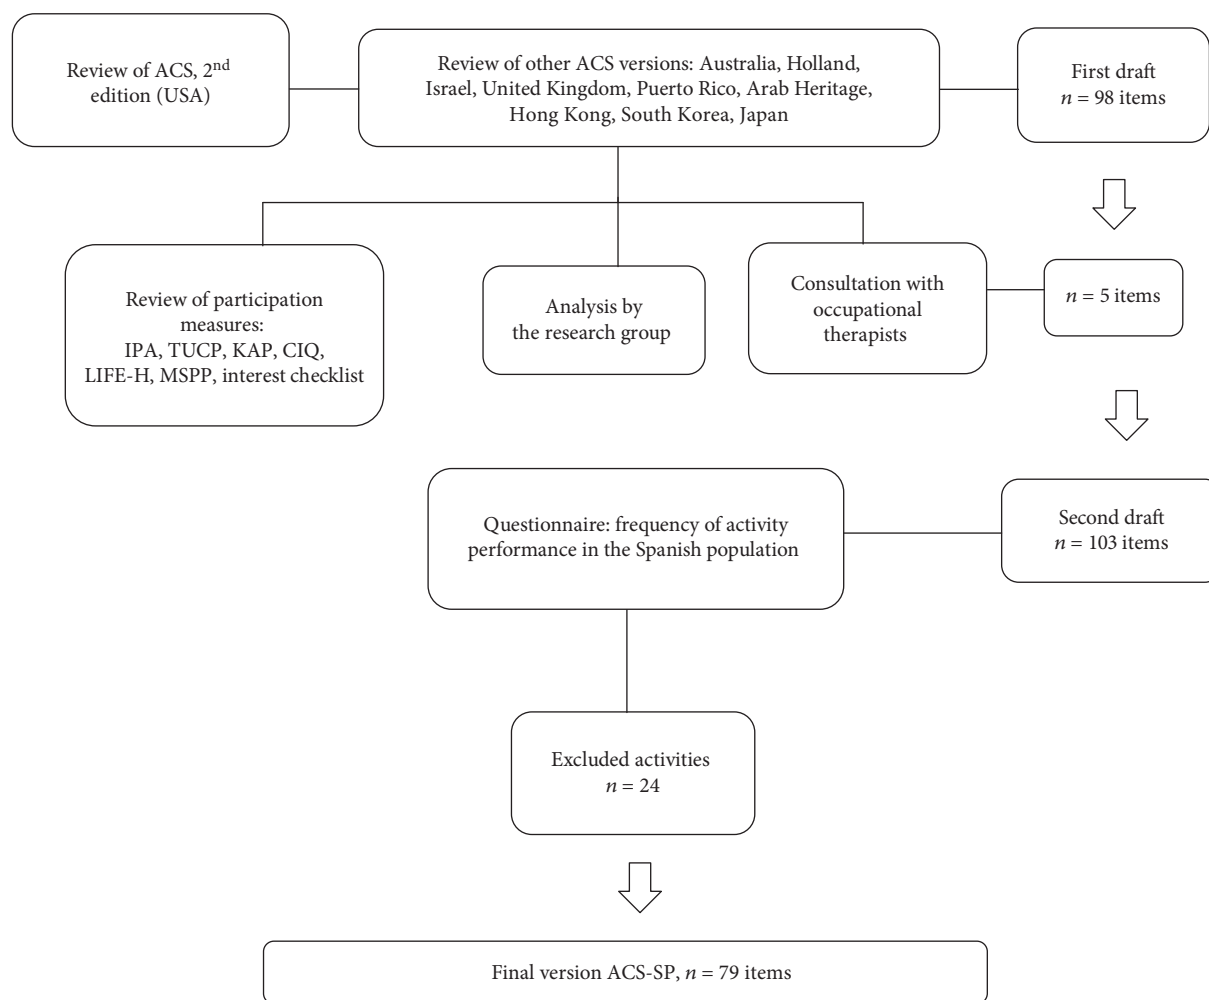 Review of ACS, 2nd
edition (USA)
Review of other ACS versions: Australia, Holland,
Israel, United Kingdom, Puerto Rico, Arab Heritage,
Hong Kong, South Korea, Japan
First draft
n = 98 items
Review of participation
measures:
IPA, TUCP, KAP, CIQ,
LIFE-H, MSPP, interest checklist
Analysis by
the research group
Consultation with
occupational
therapists
n = 5 items
Questionnaire: frequency of activity
performance in the Spanish population
Second draft
n = 103 items
Excluded activities
n = 24
Final version ACS-SP, n = 79 items